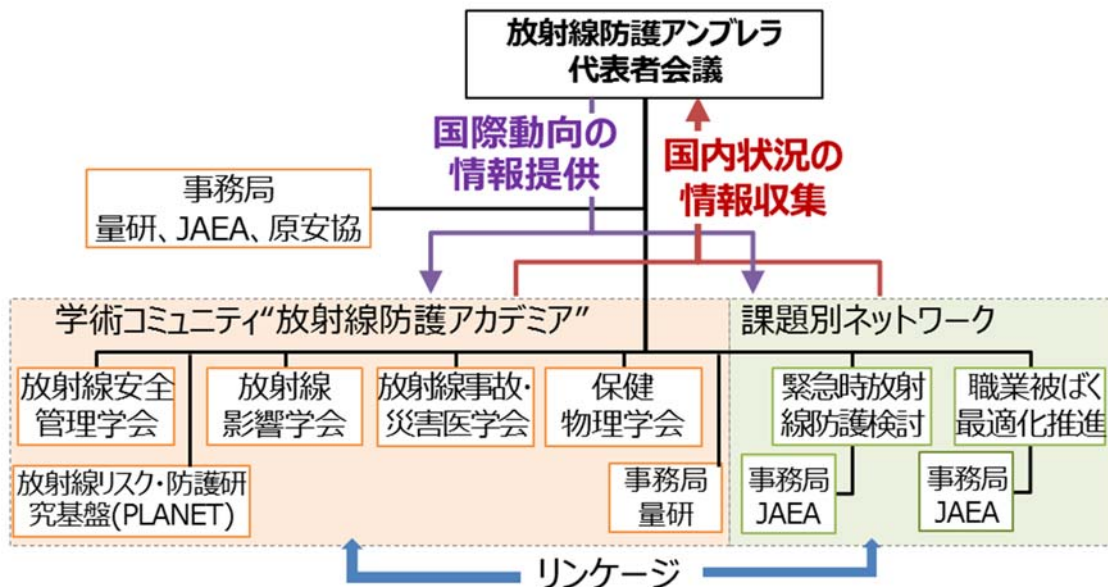 放射線防護アンブレラ
代表者会議
国際動向の
情報提供
国内状況の
情報収集
事務局
量研、JAEA、原安協
学術コミュニティ“放射線防護アカデミア”
課題別ネットワーク
放射線安全
管理学会
放射線
影響学会
放射線事故・
災害医学会
保健
物理学会
緊急時放射
線防護検討
職業被ばく
最適化推進
放射線リスク・防護研
究基盤(PLANET)
事務局
量研
事務局
JAEA
事務局
JAEA
リンケージ